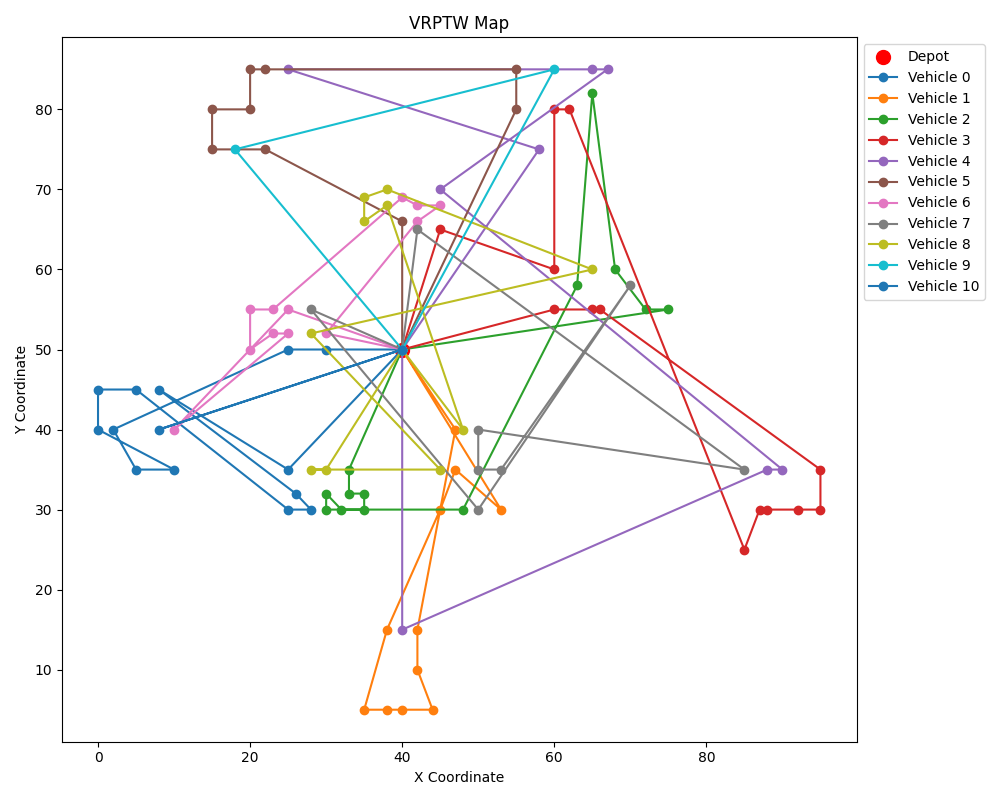 VRPTW Map
Y Coordinate
80
70
60
50
40
30
20
10
0
20
40
60
80
X Coordinate
Depot
Vehicle 0
Vehicle 1
Vehicle 2
Vehicle 3
Vehicle 4
Vehicle 5
Vehicle 6
Vehicle 7
Vehicle 8
Vehicle 9
Vehicle 10